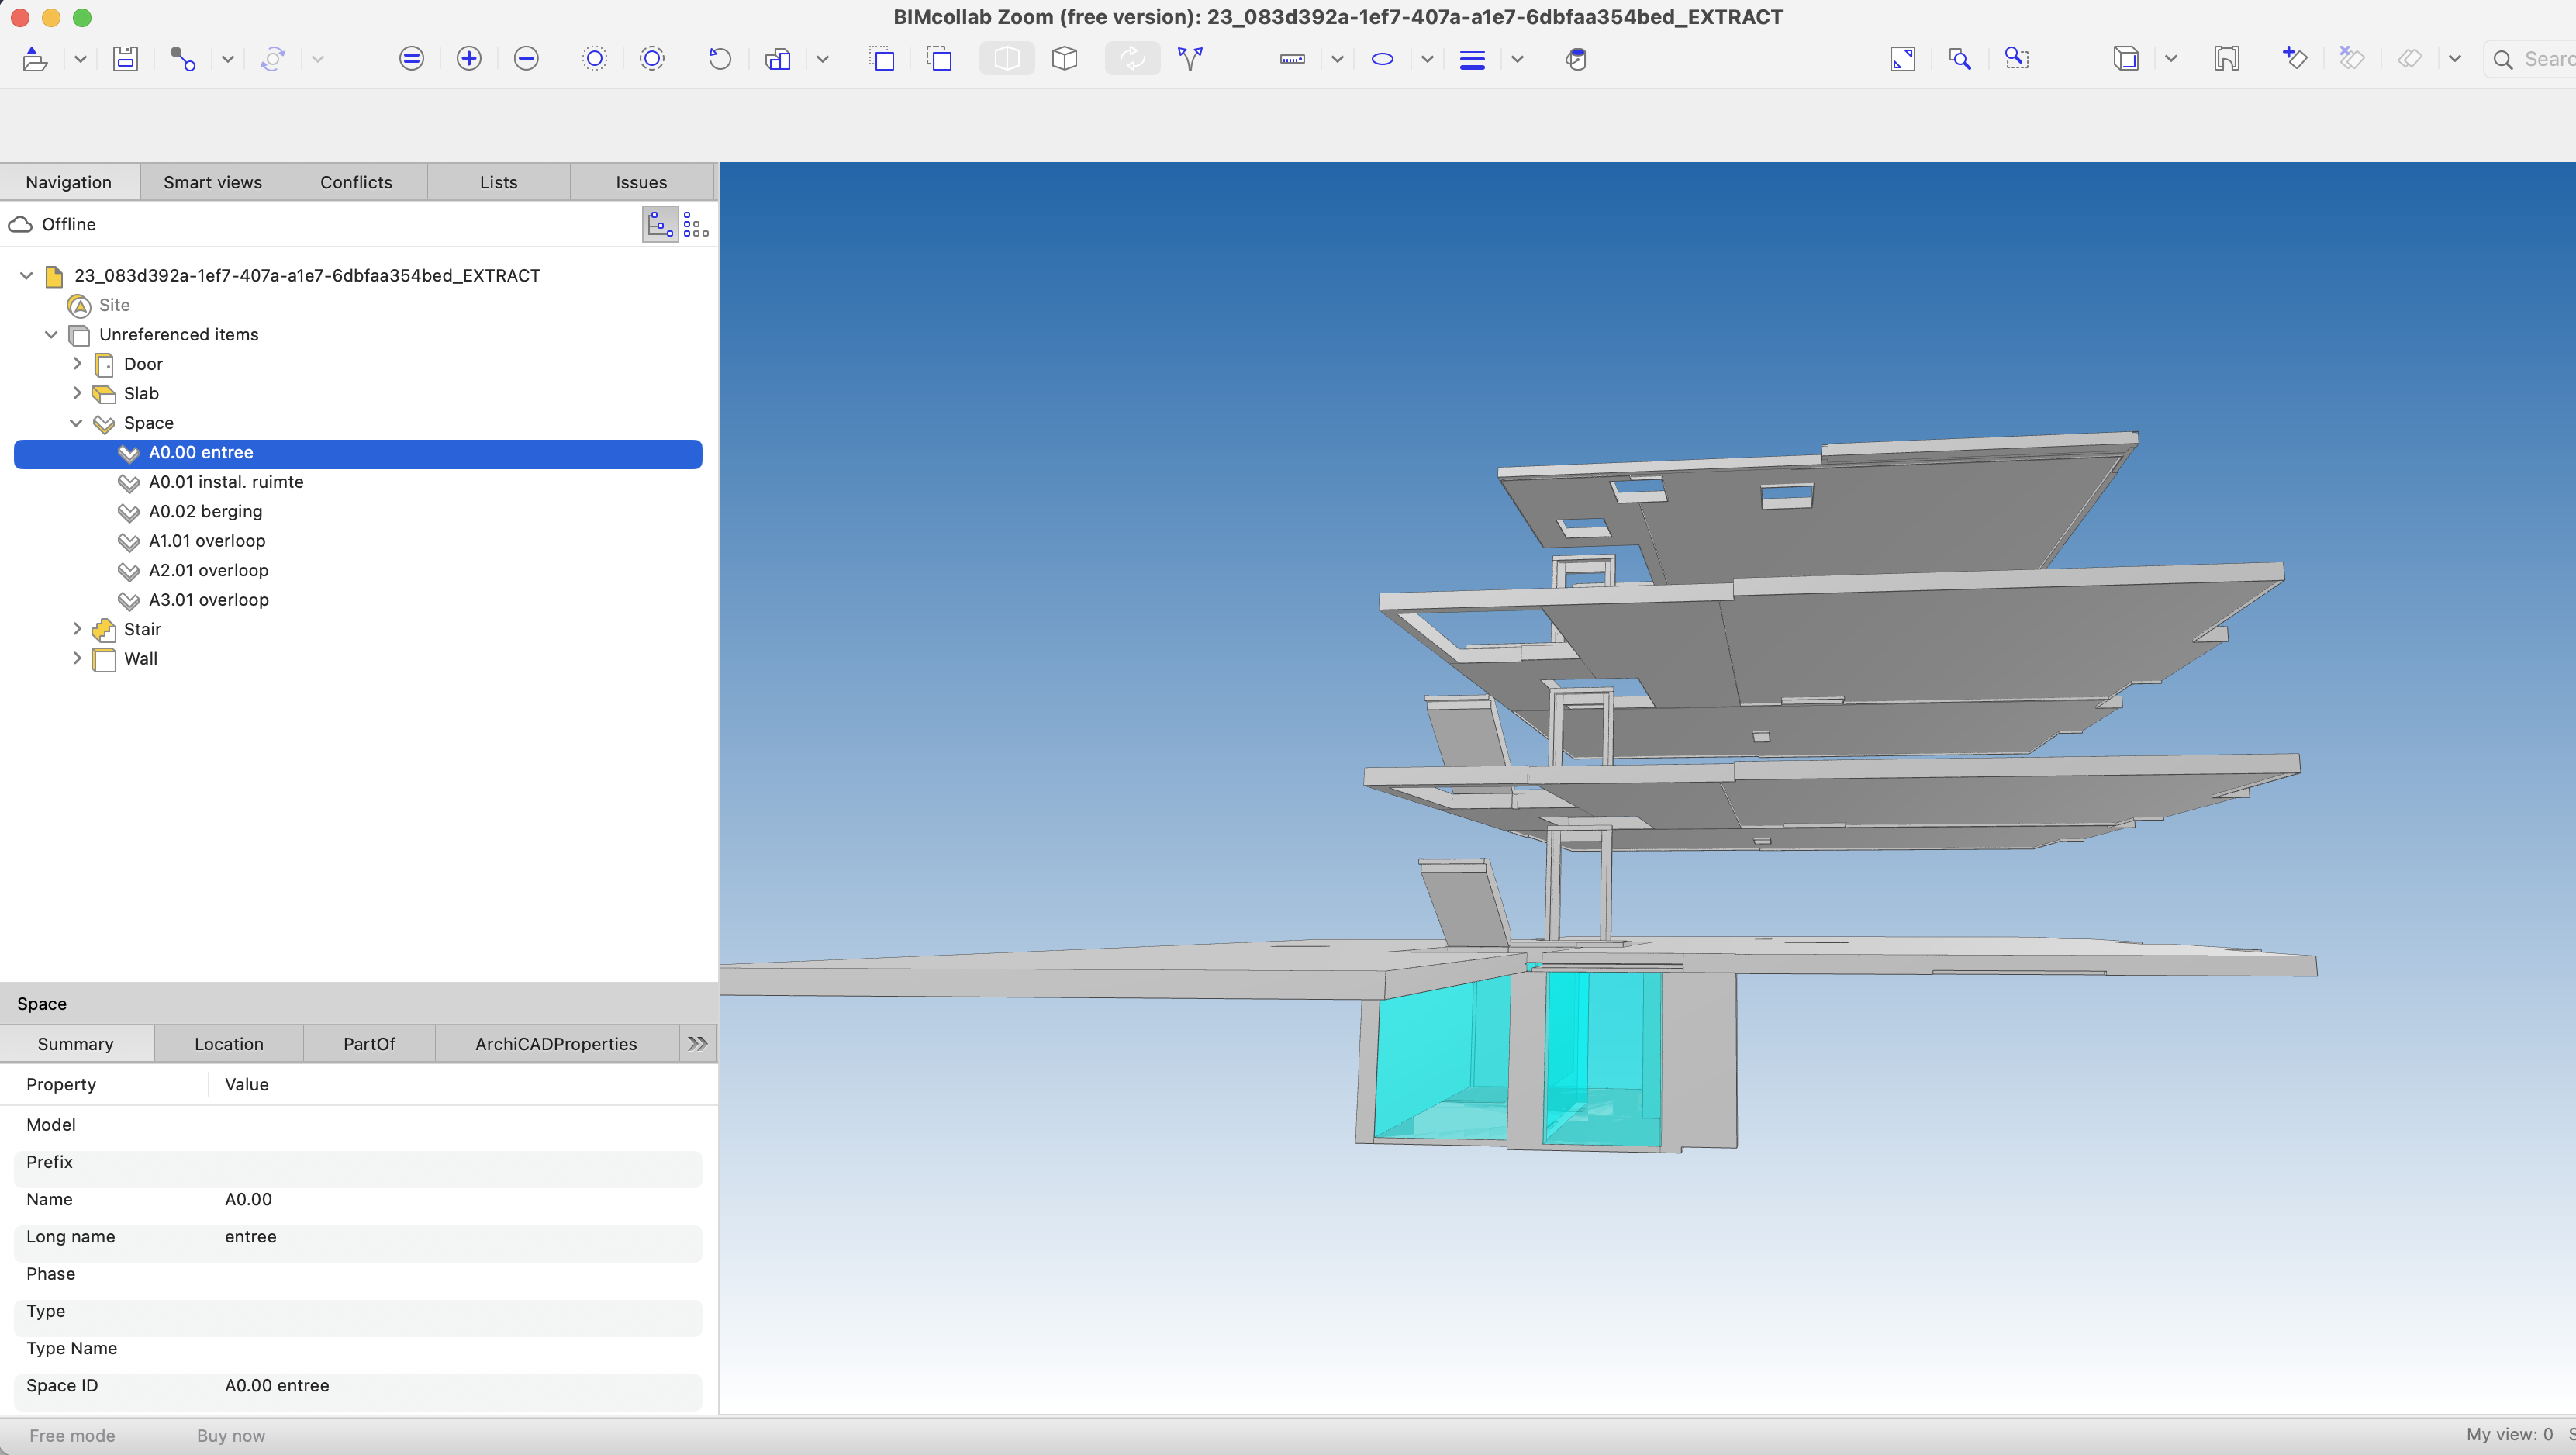 BIMcollab Zoom (free version): 23_083d392a-1ef7-407a-a1e7-6dbfaa354bed_EXTRACT
Navigation Smart views Conflicts Lists Issues
Offline
23_083d392a-1ef7-407a-a1e7-6dbfaa354bed_EXTRACT
Site
Unreferenced items
Door
Slab
Space
A0.00 entree
A0.01 instal. ruimte
A0.02 berging
A1.01 overloop
A2.01 overloop
A3.01 overloop
Stair
Wall
Space
Summary Location PartOf ArchiCADProperties
Property Value
Model
Prefix
Name A0.00
Long name entree
Phase
Type
Type Name
Space ID A0.00 entree
Free mode Buy now
My view: 0